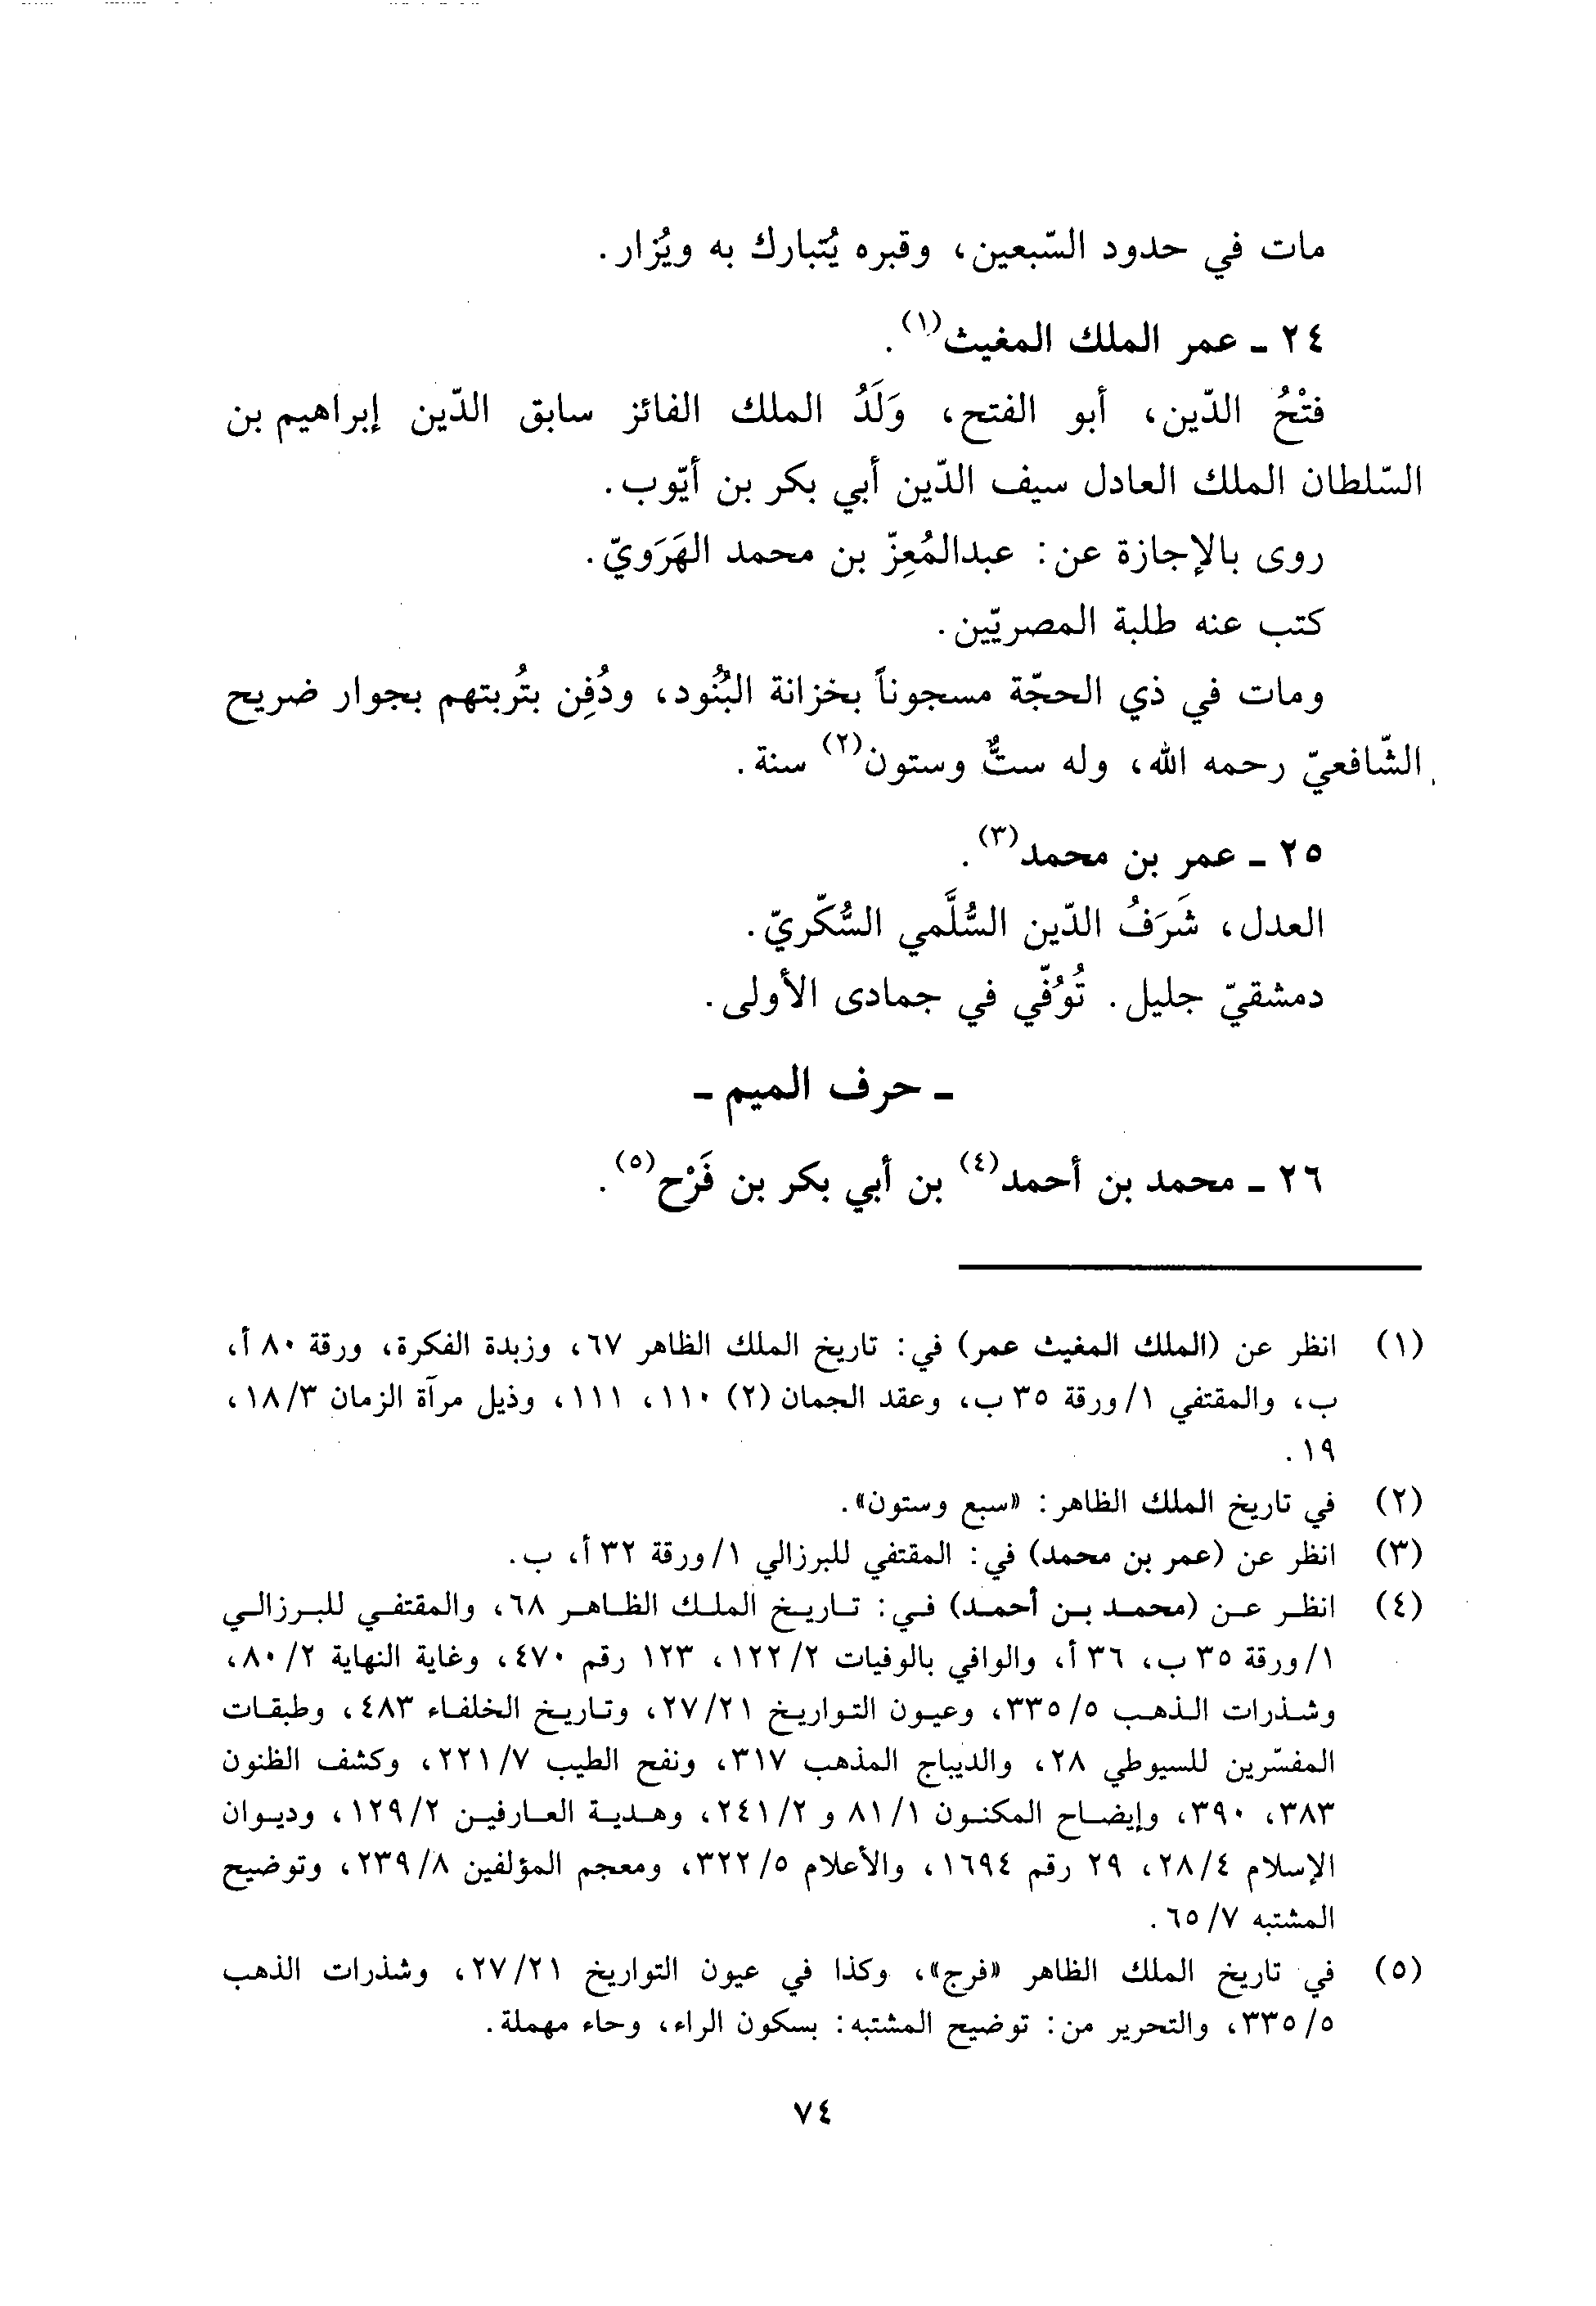 مات في حدود السّبعين، وقبره يُتبارك به ويُزار.
٢٤ ـ عمر الملك المغيث(١).
فتْحُ الدّين، أبو الفتح، وَلَدُ الملك الفائز سابق الدّين إبراهيم بن
السّلطان الملك العادل سيف الدّين أبي بكر بن أيّوب.
روى بالإجازة عن: عبدالمُعِزّ بن محمد الهَرَويّ.
كتب عنه طلبة المصريّين.
ومات في ذي الحجّة مسجوناً بخزانة البُنُود، ودُفِن بتُربتهم بجوار ضريح
الشّافعيّ رحمه الله، وله ستٌّ وستون(٢) سنة.
٢٥ ـ عمر بن محمد(٣).
العدل، شَرَفُ الدّين السُّلَّمي السُّكّريّ.
دمشقيّ جليل. تُوُفّي في جمادى الأولى.
ـ حرف الميم ـ
٢٦ ـ محمد بن أحمد(٤) بن أبي بكر بن فَرْح(٥).
(١) انظر عن (الملك المغيث عمر) في: تاريخ الملك الظاهر ٦٧، وزبدة الفكرة، ورقة ٨٠ أ،
ب، والمقتفي ١/ورقة ٣٥ ب، وعقد الجمان (٢) ١١٠، ١١١، وذيل مرآة الزمان ١٨/٣،
١٩.
(٢) في تاريخ الملك الظاهر: «سبع وستون».
(٣) انظر عن (عمر بن محمد) في: المقتفي للبرزالي ١/ورقة ٣٢ أ، ب.
(٤) انظر عن (محمد بن أحمد) في: تاريخ الملك الظاهر ٦٨، والمقتفي للبرزالي
١/ورقة ٣٥ ب، ٣٦ أ، والوافي بالوفيات ١٢٢/٢، ١٢٣ رقم ٤٧٠، وغاية النهاية ٨٠/٢،
وشذرات الذهب ٣٣٥/٥، وعيون التواريخ ٢٧/٢١، وتاريخ الخلفاء ٤٨٣، وطبقات
المفسّرين للسيوطي ٢٨، والديباج المذهب ٣١٧، ونفح الطيب ٢٢١/٧، وكشف الظنون
٣٨٣، ٣٩٠، وإيضاح المكنون ٨١/١ و ٢٤١/٢، وهدية العارفين ١٢٩/٢، وديوان
الإسلام ٢٨/٤، ٢٩ رقم ١٦٩٤، والأعلام ٣٢٢/٥، ومعجم المؤلفين ٢٣٩/٨، وتوضيح
المشتبه ٦٥/٧.
(٥) في تاريخ الملك الظاهر «فرج»، وكذا في عيون التواريخ ٢٧/٢١، وشذرات الذهب
٣٣٥/٥، والتحرير من: توضيح المشتبه: بسكون الراء، وحاء مهملة.
٧٤